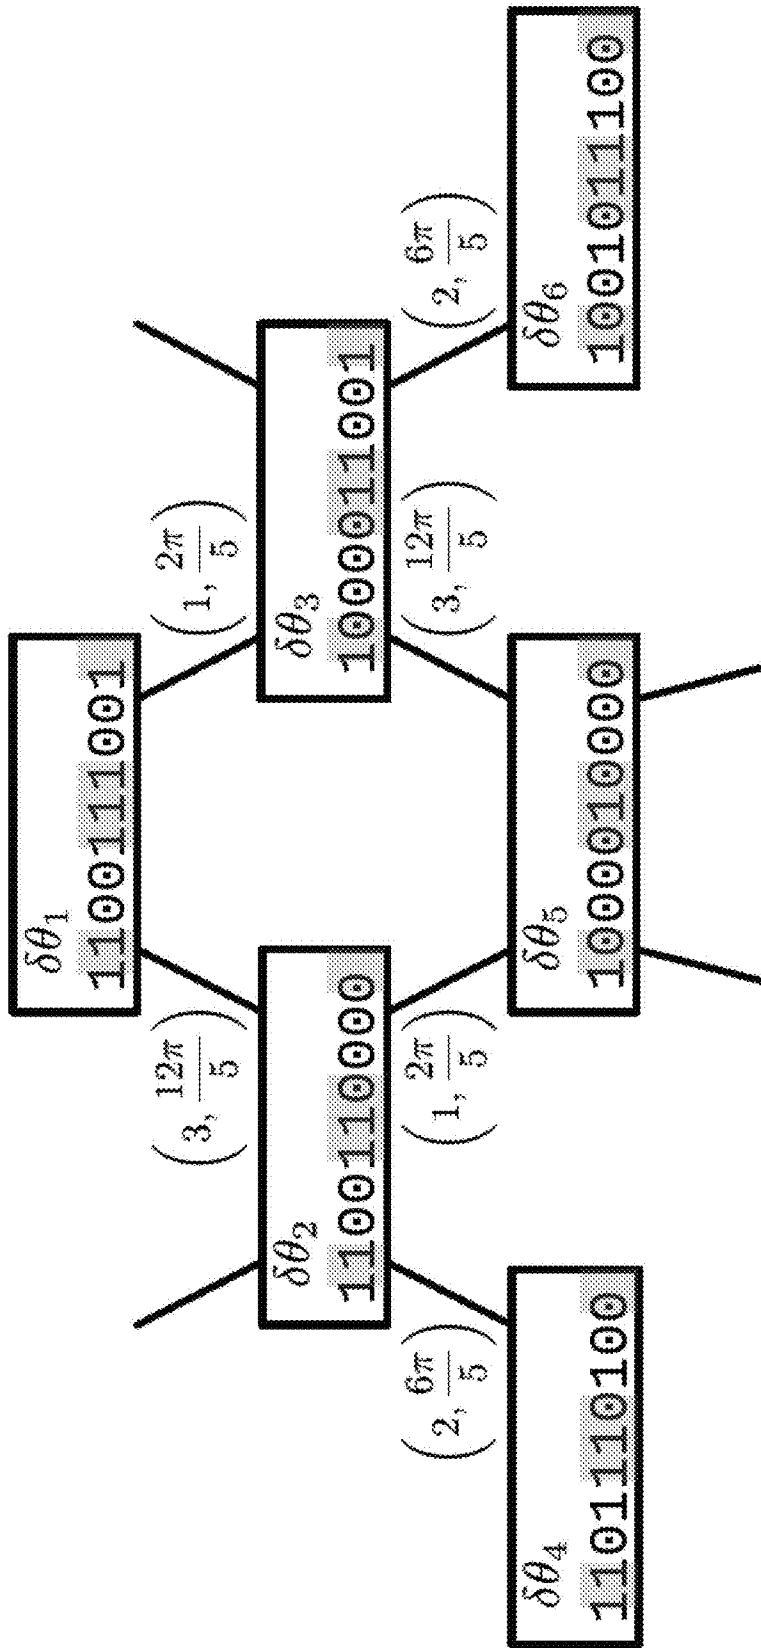 δθ₁
1100111001
(3, 12π/5)
(1, 2π/5)
δθ₂
1100110000
δθ₃
1000011001
(2, 6π/5)
(1, 2π/5)
(3, 12π/5)
(2, 6π/5)
δθ₄
1101110100
δθ₅
1000010000
δθ₆
1001011100